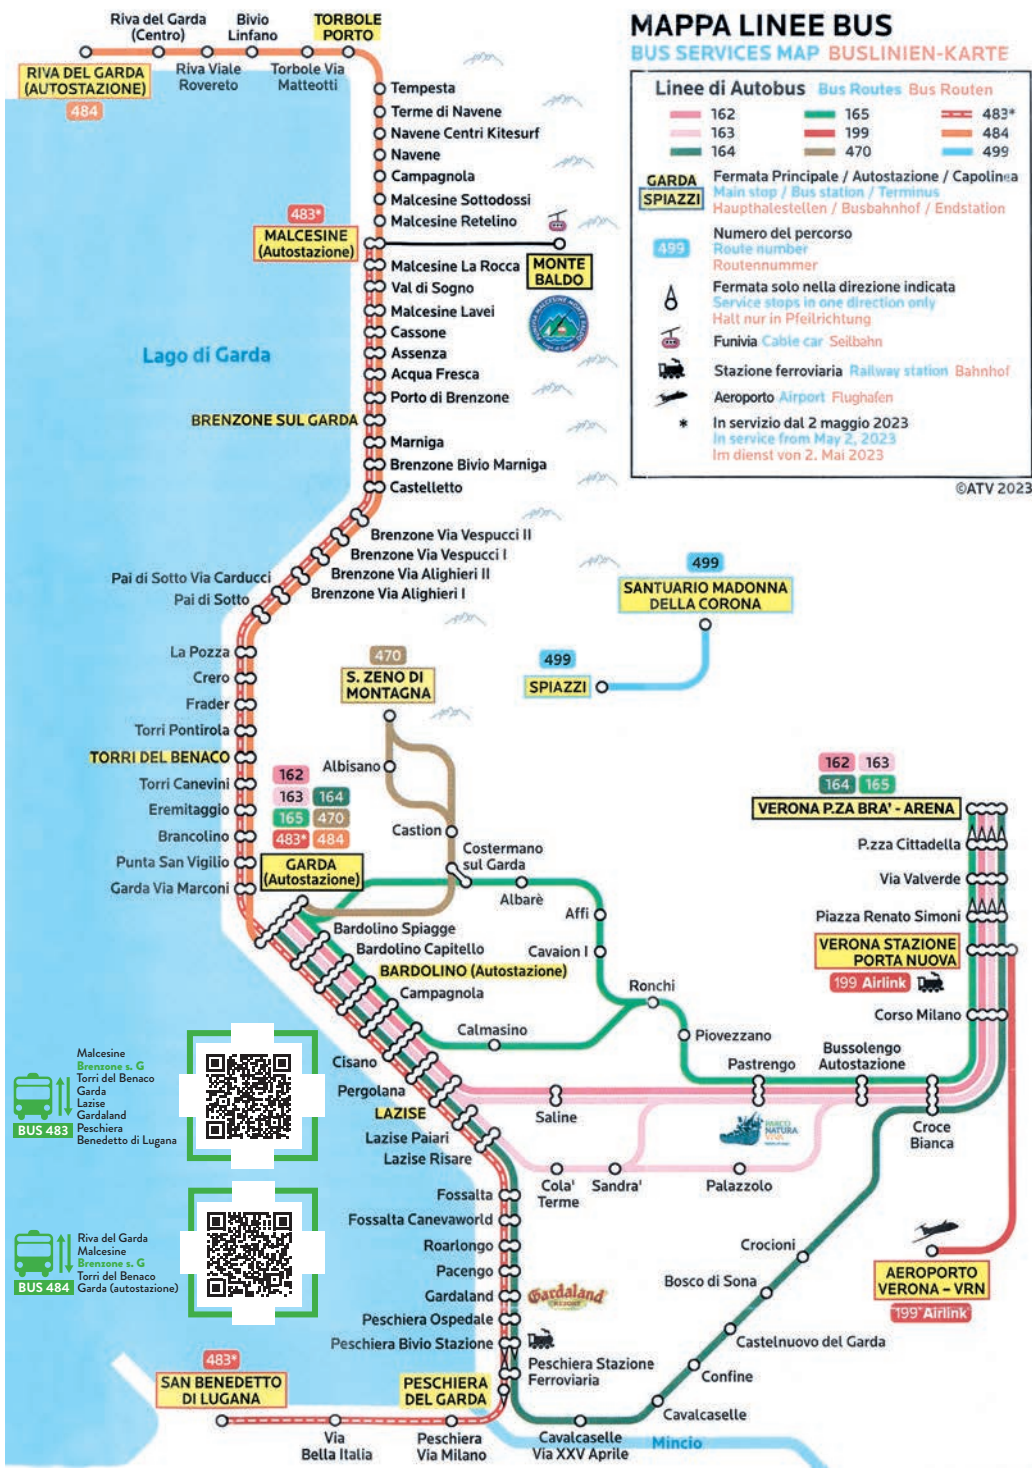 MAPPA LINEE BUS
BUS SERVICES MAP BUSLINIEN-KARTE
Linee di Autobus Bus Routes Bus Routen
162 165 483*
163 199 484
164 470 499
GARDA
SPIAZZI
Fermata Principale / Autostazione / Capolinea
Main stop / Bus station / Terminus
Haupthalestellen / Busbahnhof / Endstation
499
Numero del percorso
Route number
Routennummer
Fermata solo nella direzione indicata
Service stops in one direction only
Halt nur in Pfeilrichtung
Funivia Cable car Seilbahn
Stazione ferroviaria Railway station Bahnhof
Aeroporto Airport Flughafen
* In servizio dal 2 maggio 2023
In service from May 2, 2023
Im dienst von 2. Mai 2023
©ATV 2023
Riva del Garda
(Centro)
Bivio
Linfano
TORBOLE
PORTO
RIVA DEL GARDA
(AUTOSTAZIONE)
484
Riva Viale
Rovereto
Torbole Via
Matteotti
Tempesta
Terme di Navene
Navene Centri Kitesurf
Navene
Campagnola
Malcesine Sottodossi
Malcesine Retelino
483*
MALCESINE
(Autostazione)
MONTE
BALDO
Malcesine La Rocca
Val di Sogno
Malcesine Lavei
Cassone
Assenza
Acqua Fresca
Porto di Brenzone
Lago di Garda
BRENZONE SUL GARDA
Marniga
Brenzone Bivio Marniga
Castelletto
Brenzone Via Vespucci II
Brenzone Via Vespucci I
Brenzone Via Alighieri II
Brenzone Via Alighieri I
Pai di Sotto Via Carducci
Pai di Sotto
La Pozza
Crero
Frader
Torri Pontirola
TORRI DEL BENACO
Torri Canevini
Eremitaggio
Brancolino
Punta San Vigilio
Garda Via Marconi
499
SANTUARIO MADONNA
DELLA CORONA
499
SPIAZZI
470
S. ZENO DI
MONTAGNA
Albisano
Castion
Costermano
sul Garda
162
163 164
165 470
483* 484
GARDA
(Autostazione)
Albarè
Affi
Cavaion I
Ronchi
Piovezzano
Pastrengo
Bussolengo
Autostazione
Bardolino Spiagge
Bardolino Capitello
BARDOLINO (Autostazione)
Campagnola
Calmasino
Cisano
Pergolana
LAZISE
Lazise Paiari
Lazise Risare
Saline
PARCO
NATURA
VIVA
Cola'
Terme
Sandra'
Palazzolo
Croce
Bianca
162 163
164 165
VERONA P.ZA BRA' - ARENA
P.zza Cittadella
Via Valverde
Piazza Renato Simoni
VERONA STAZIONE
PORTA NUOVA
199 Airlink
Corso Milano
Fossalta
Fossalta Canevaworld
Roarlongo
Pacengo
Gardaland
Gardaland
RESORT
Peschiera Ospedale
Peschiera Bivio Stazione
Peschiera Stazione
Ferroviaria
PESCHIERA
DEL GARDA
483*
SAN BENEDETTO
DI LUGANA
Via
Bella Italia
Peschiera
Via Milano
Cavalcaselle
Via XXV Aprile
Mincio
Cavalcaselle
Confine
Castelnuovo del Garda
Bosco di Sona
Crocioni
AEROPORTO
VERONA – VRN
199 Airlink
Malcesine
Brenzone s. G
Torri del Benaco
Garda
Lazise
Gardaland
Peschiera
Benedetto di Lugana
BUS 483
Riva del Garda
Malcesine
Brenzone s. G
Torri del Benaco
Garda (autostazione)
BUS 484